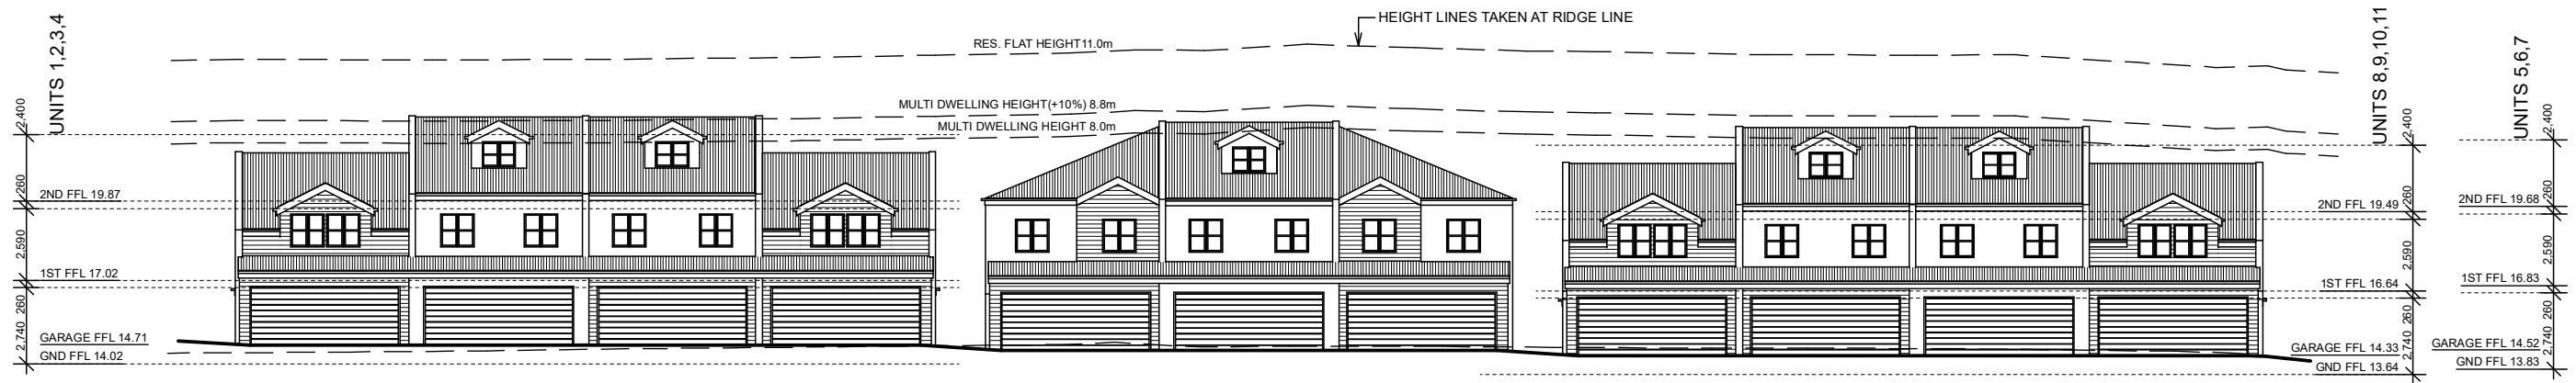 HEIGHT LINES TAKEN AT RIDGE LINE
RES. FLAT HEIGHT11.0m
MULTI DWELLING HEIGHT(+10%) 8.8m
MULTI DWELLING HEIGHT 8.0m
UNITS 1,2,3,4
2,400
260
2ND FFL 19.87
2,590
1ST FFL 17.02
260
2,740
GARAGE FFL 14.71
GND FFL 14.02
UNITS 8,9,10,11
2,400
260
2ND FFL 19.49
2,590
1ST FFL 16.64
260
2,740
GARAGE FFL 14.33
GND FFL 13.64
UNITS 5,6,7
2,400
260
2ND FFL 19.68
2,590
1ST FFL 16.83
260
2,740
GARAGE FFL 14.52
GND FFL 13.83